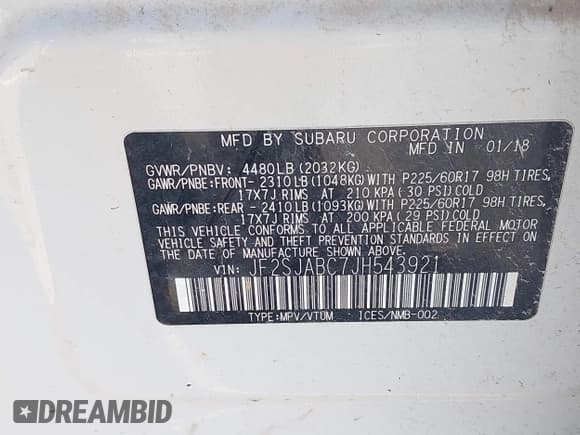 MFD BY SUBARU CORPORATION
MFD IN 01/18
GVWR/PNBV: 4480LB(2032KG)
GAWR/PNBE:FRONT- 2310LB(1048KG)WITH P225/60R17 98H TIRES,
17X7J RIMS AT 210 KPA(30 PSI)COLD
GAWR/PNBE:REAR -2410LB(1093KG)WITH P225/60R17 98H TIRES,
17X7J RIMS AT 200 KPA(29 PSI)COLD
THIS VEHICLE CONFORMS TO ALL APPLICABLE FEDERAL MOTOR
VEHICLE SAFETY AND THEFT PREVENTION STANDARDS IN EFFECT ON
THE DATE OF MANUFACTURE SHOWN ABOVE.
VIN: JF2SJABC7JH543921
TYPE:MPV/VTUM ICES/NMB-002
DREAMBID